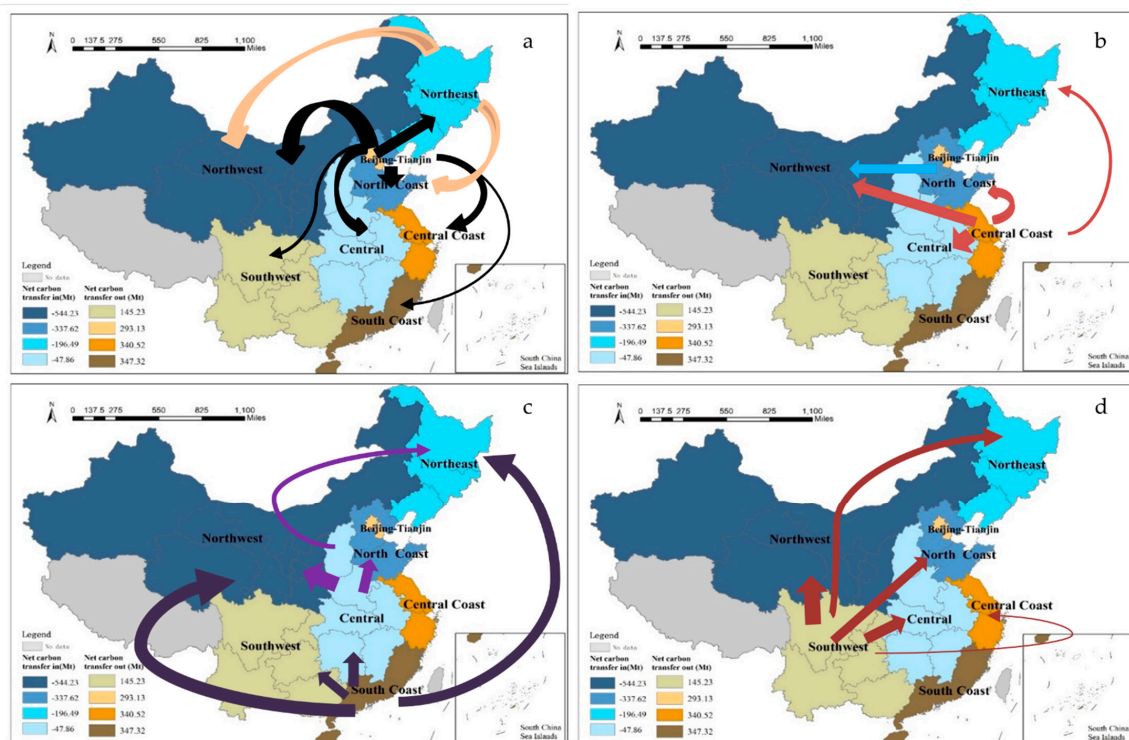 a
N
0 137.5 275 550 825 1,100
Miles
Northeast
Beijing-Tianjin
Northwest
North Coast
Central Coast
Central
Southwest
South Coast
Legend
No data
Net carbon transfer in(Mt)
Net carbon transfer out (Mt)
-544.23 145.23
-337.62 293.13
-196.49 340.52
-47.86 347.32
South China
Sea Islands
b
N
0 137.5 275 550 825 1,100
Miles
Northeast
Beijing-Tianjin
Northwest
North Coast
Central Coast
Central
Southwest
South Coast
Legend
No data
Net carbon transfer in(Mt)
Net carbon transfer out (Mt)
-544.23 145.23
-337.62 293.13
-196.49 340.52
-47.86 347.32
South China
Sea Islands
c
N
0 137.5 275 550 825 1,100
Miles
Northeast
Beijing-Tianjin
Northwest
North Coast
Central Coast
Central
Southwest
South Coast
Legend
No data
Net carbon transfer in(Mt)
Net carbon transfer out (Mt)
-544.23 145.23
-337.62 293.13
-196.49 340.52
-47.86 347.32
South China
Sea Islands
d
N
0 137.5 275 550 825 1,100
Miles
Northeast
Beijing-Tianjin
Northwest
North Coast
Central Coast
Central
Southwest
South Coast
Legend
No data
Net carbon transfer in(Mt)
Net carbon transfer out (Mt)
-544.23 145.23
-337.62 293.13
-196.49 340.52
-47.86 347.32
South China
Sea Islands